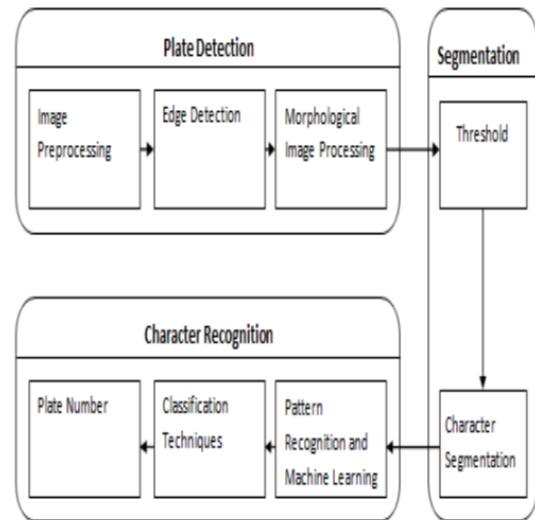 Plate Detection
Image
Preprocessing
Edge Detection
Morphological
Image Processing
Segmentation
Threshold
Character
Segmentation
Character Recognition
Pattern
Recognition and
Machine Learning
Classification
Techniques
Plate Number